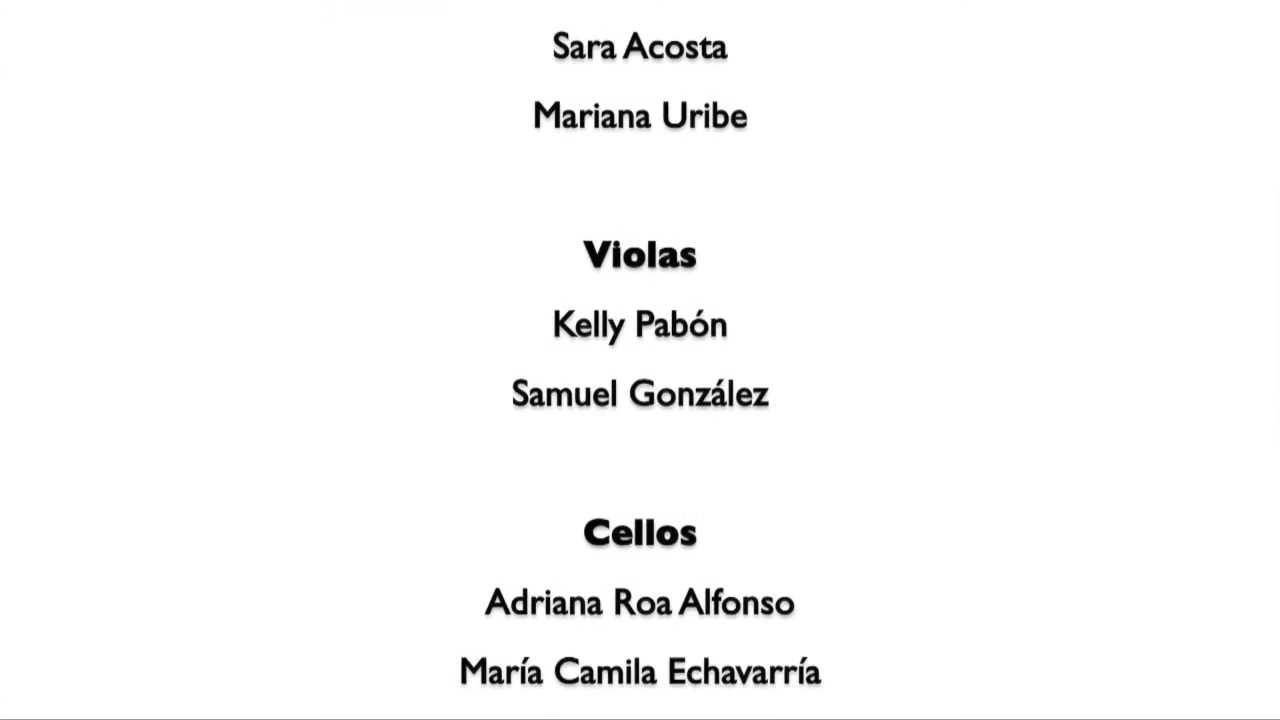 Sara Acosta
Mariana Uribe
Violas
Kelly Pabón
Samuel González
Cellos
Adriana Roa Alfonso
María Camila Echavarría